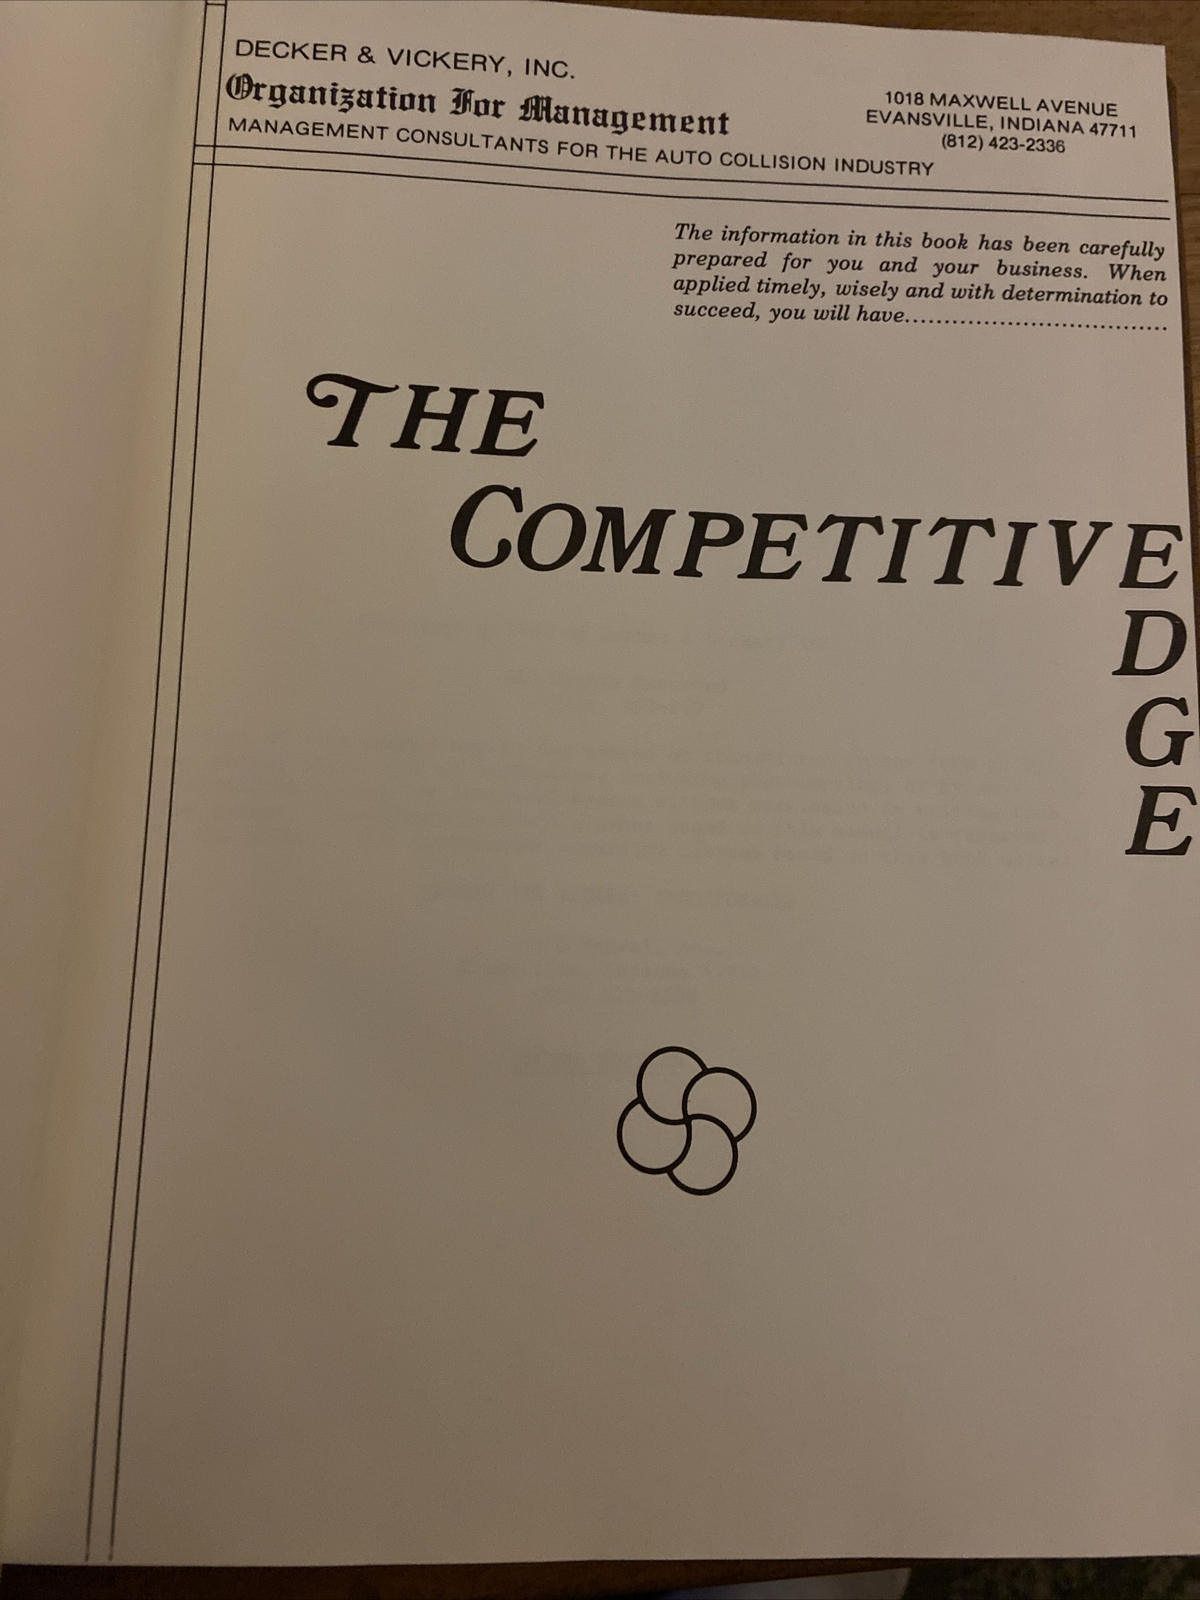 DECKER & VICKERY, INC.
Organization For Management
MANAGEMENT CONSULTANTS FOR THE AUTO COLLISION INDUSTRY
1018 MAXWELL AVENUE
EVANSVILLE, INDIANA 47711
(812) 423-2336
The information in this book has been carefully
prepared for you and your business. When
applied timely, wisely and with determination to
succeed, you will have.................................
THE
COMPETITIVE
D
G
E